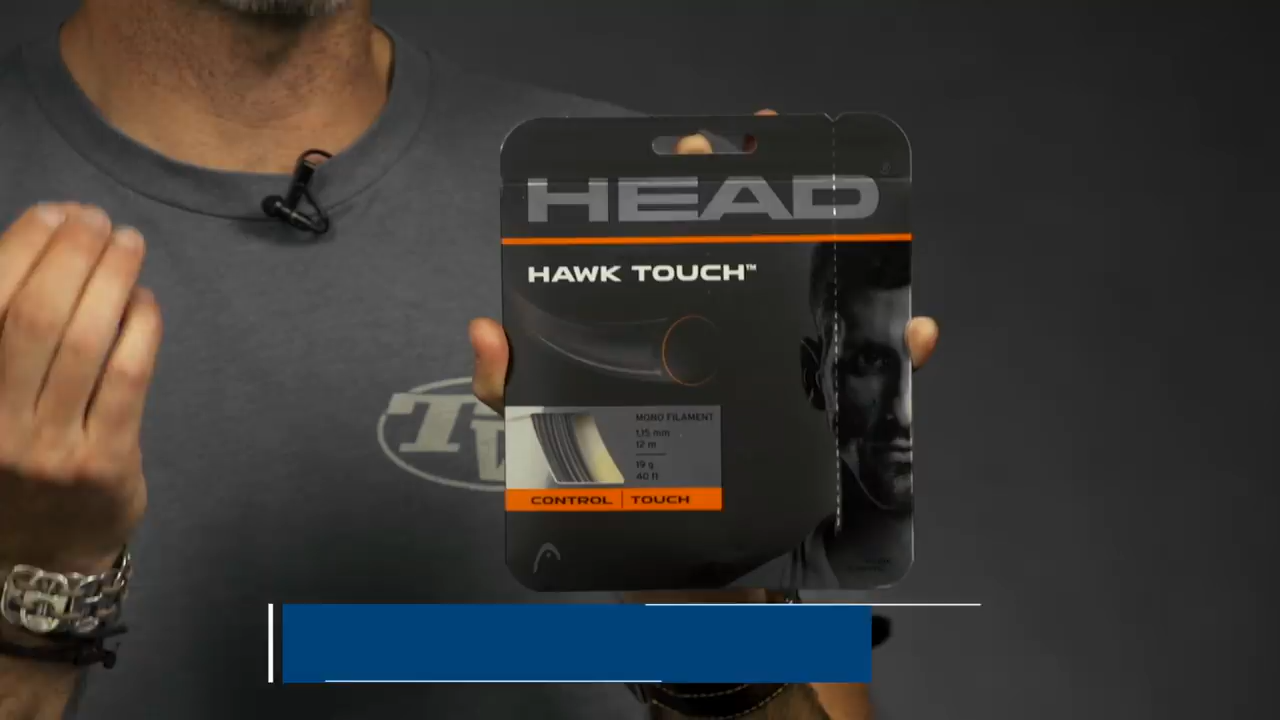 HEAD
HAWK TOUCH™
MONO FILAMENT
1,15 mm
12 m
19 g
40 ft
CONTROL | TOUCH